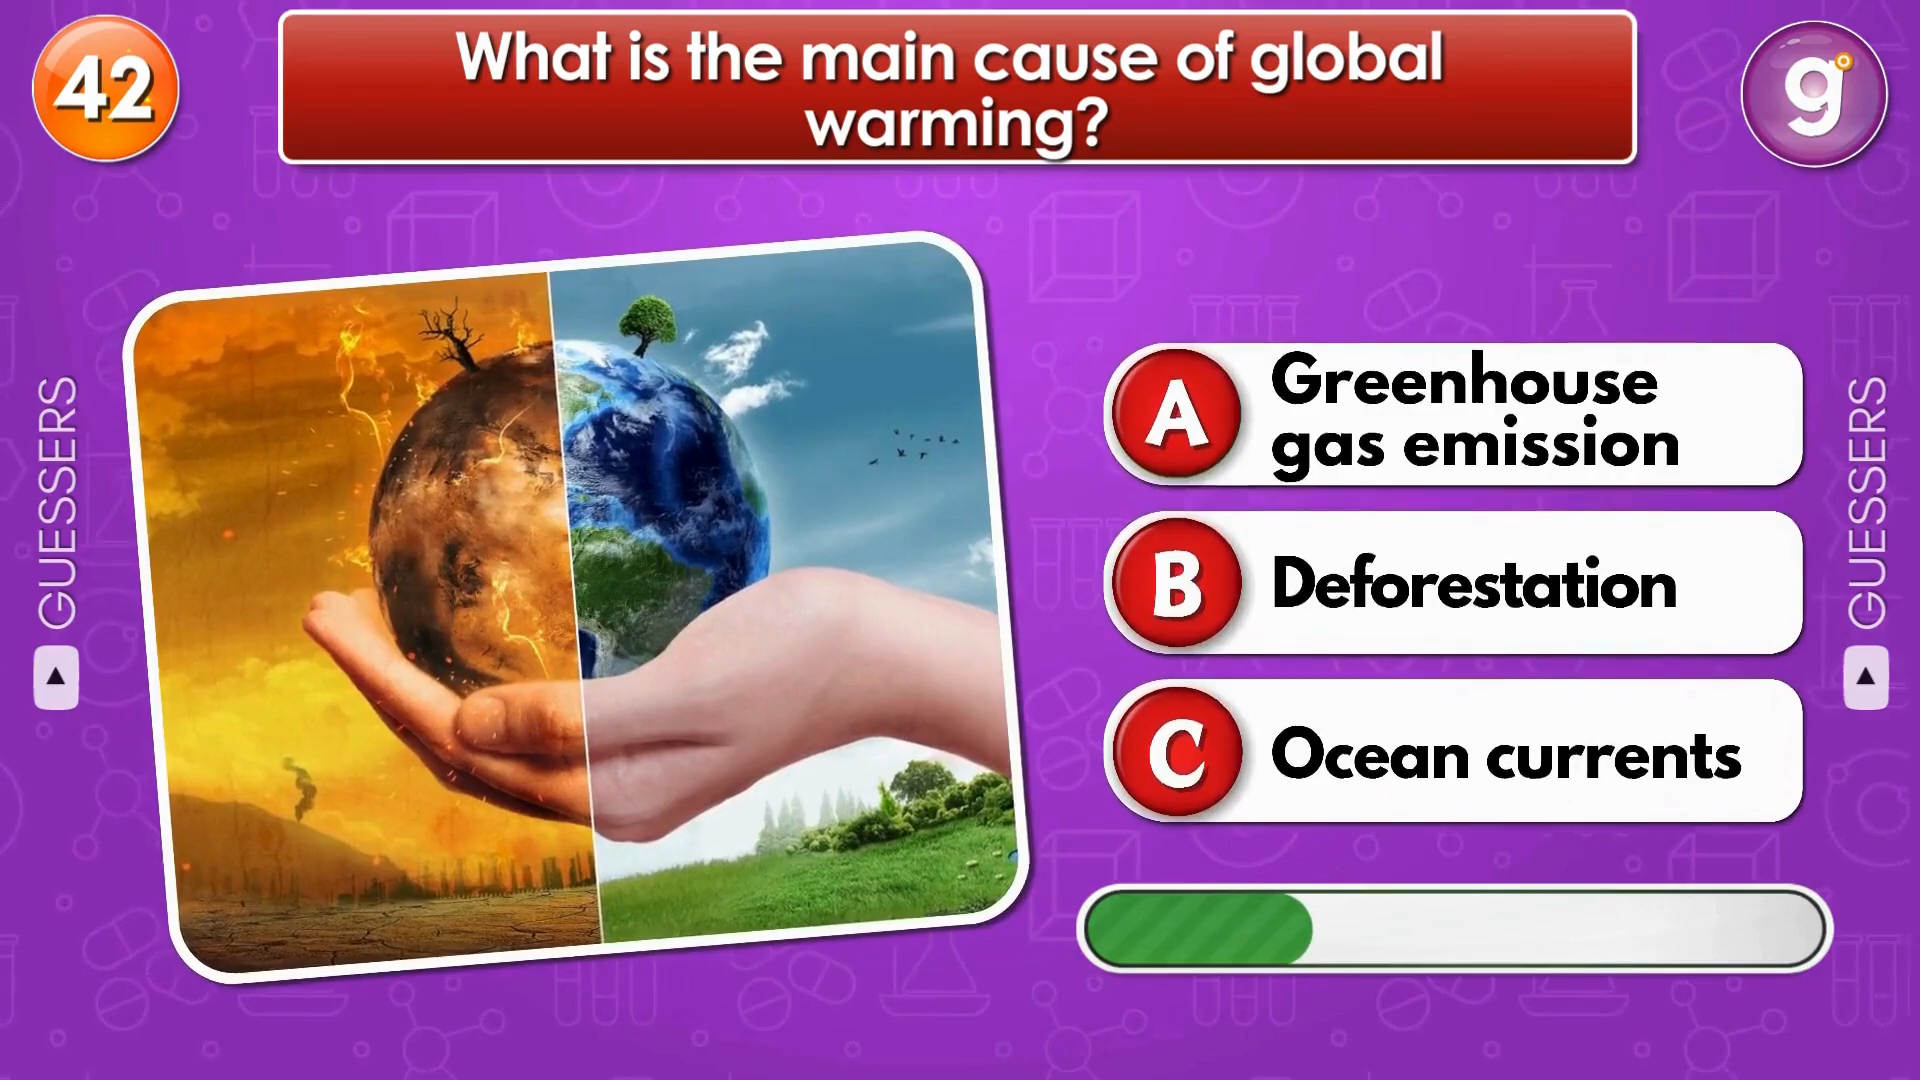 42
What is the main cause of global
warming?
g
GUESSERS
A
Greenhouse
gas emission
B
Deforestation
C
Ocean currents
GUESSERS